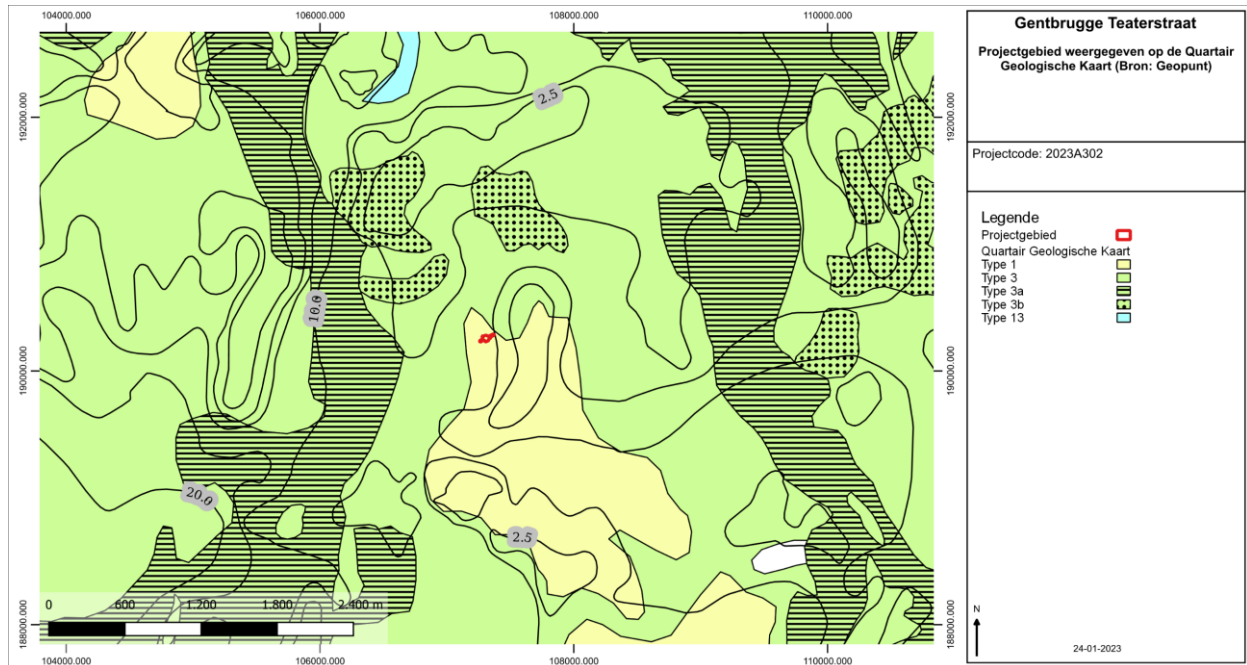 104000.000 106000.000 108000.000 110000.000
192000.000 192000.000
190000.000 190000.000
188000.000 188000.000
2.5
10.0
20.0
2.5
0 600 1.200 1.800 2.400 m
104000.000 106000.000 108000.000 110000.000
Gentbrugge Teaterstraat
Projectgebied weergegeven op de Quartair
Geologische Kaart (Bron: Geopunt)
Projectcode: 2023A302
Legende
Projectgebied
Quartair Geologische Kaart
Type 1
Type 3
Type 3a
Type 3b
Type 13
N
24-01-2023